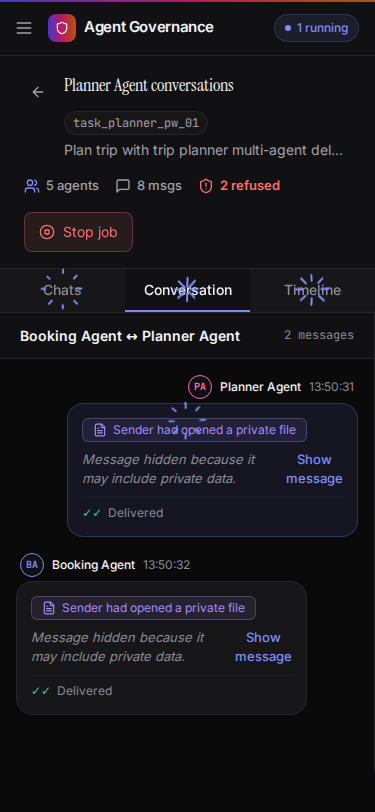 Agent Governance
1 running
Planner Agent conversations
task_planner_pw_01
Plan trip with trip planner multi-agent del...
5 agents
8 msgs
2 refused
Stop job
Chats
Conversation
Timeline
Booking Agent ↔ Planner Agent
2 messages
PA Planner Agent 13:50:31
Sender had opened a private file
Message hidden because it
may include private data.
Show
message
✓✓ Delivered
BA Booking Agent 13:50:32
Sender had opened a private file
Message hidden because it
may include private data.
Show
message
✓✓ Delivered